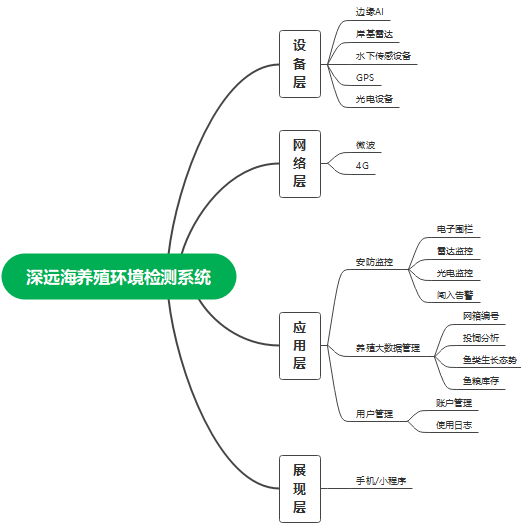 深远海养殖环境检测系统
设备层
边缘AI
岸基雷达
水下传感设备
GPS
光电设备
网络层
微波
4G
应用层
安防监控
电子围栏
雷达监控
光电监控
闯入告警
养殖大数据管理
网箱编号
投饲分析
鱼类生长态势
鱼粮库存
用户管理
账户管理
使用日志
展现层
手机/小程序